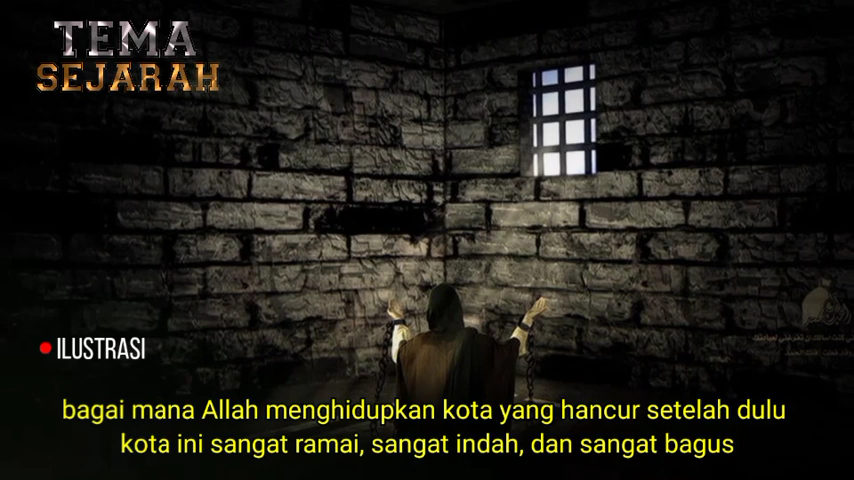 TEMA
SEJARAH
ILUSTRASI
bagai mana Allah menghidupkan kota yang hancur setelah dulu
kota ini sangat ramai, sangat indah, dan sangat bagus